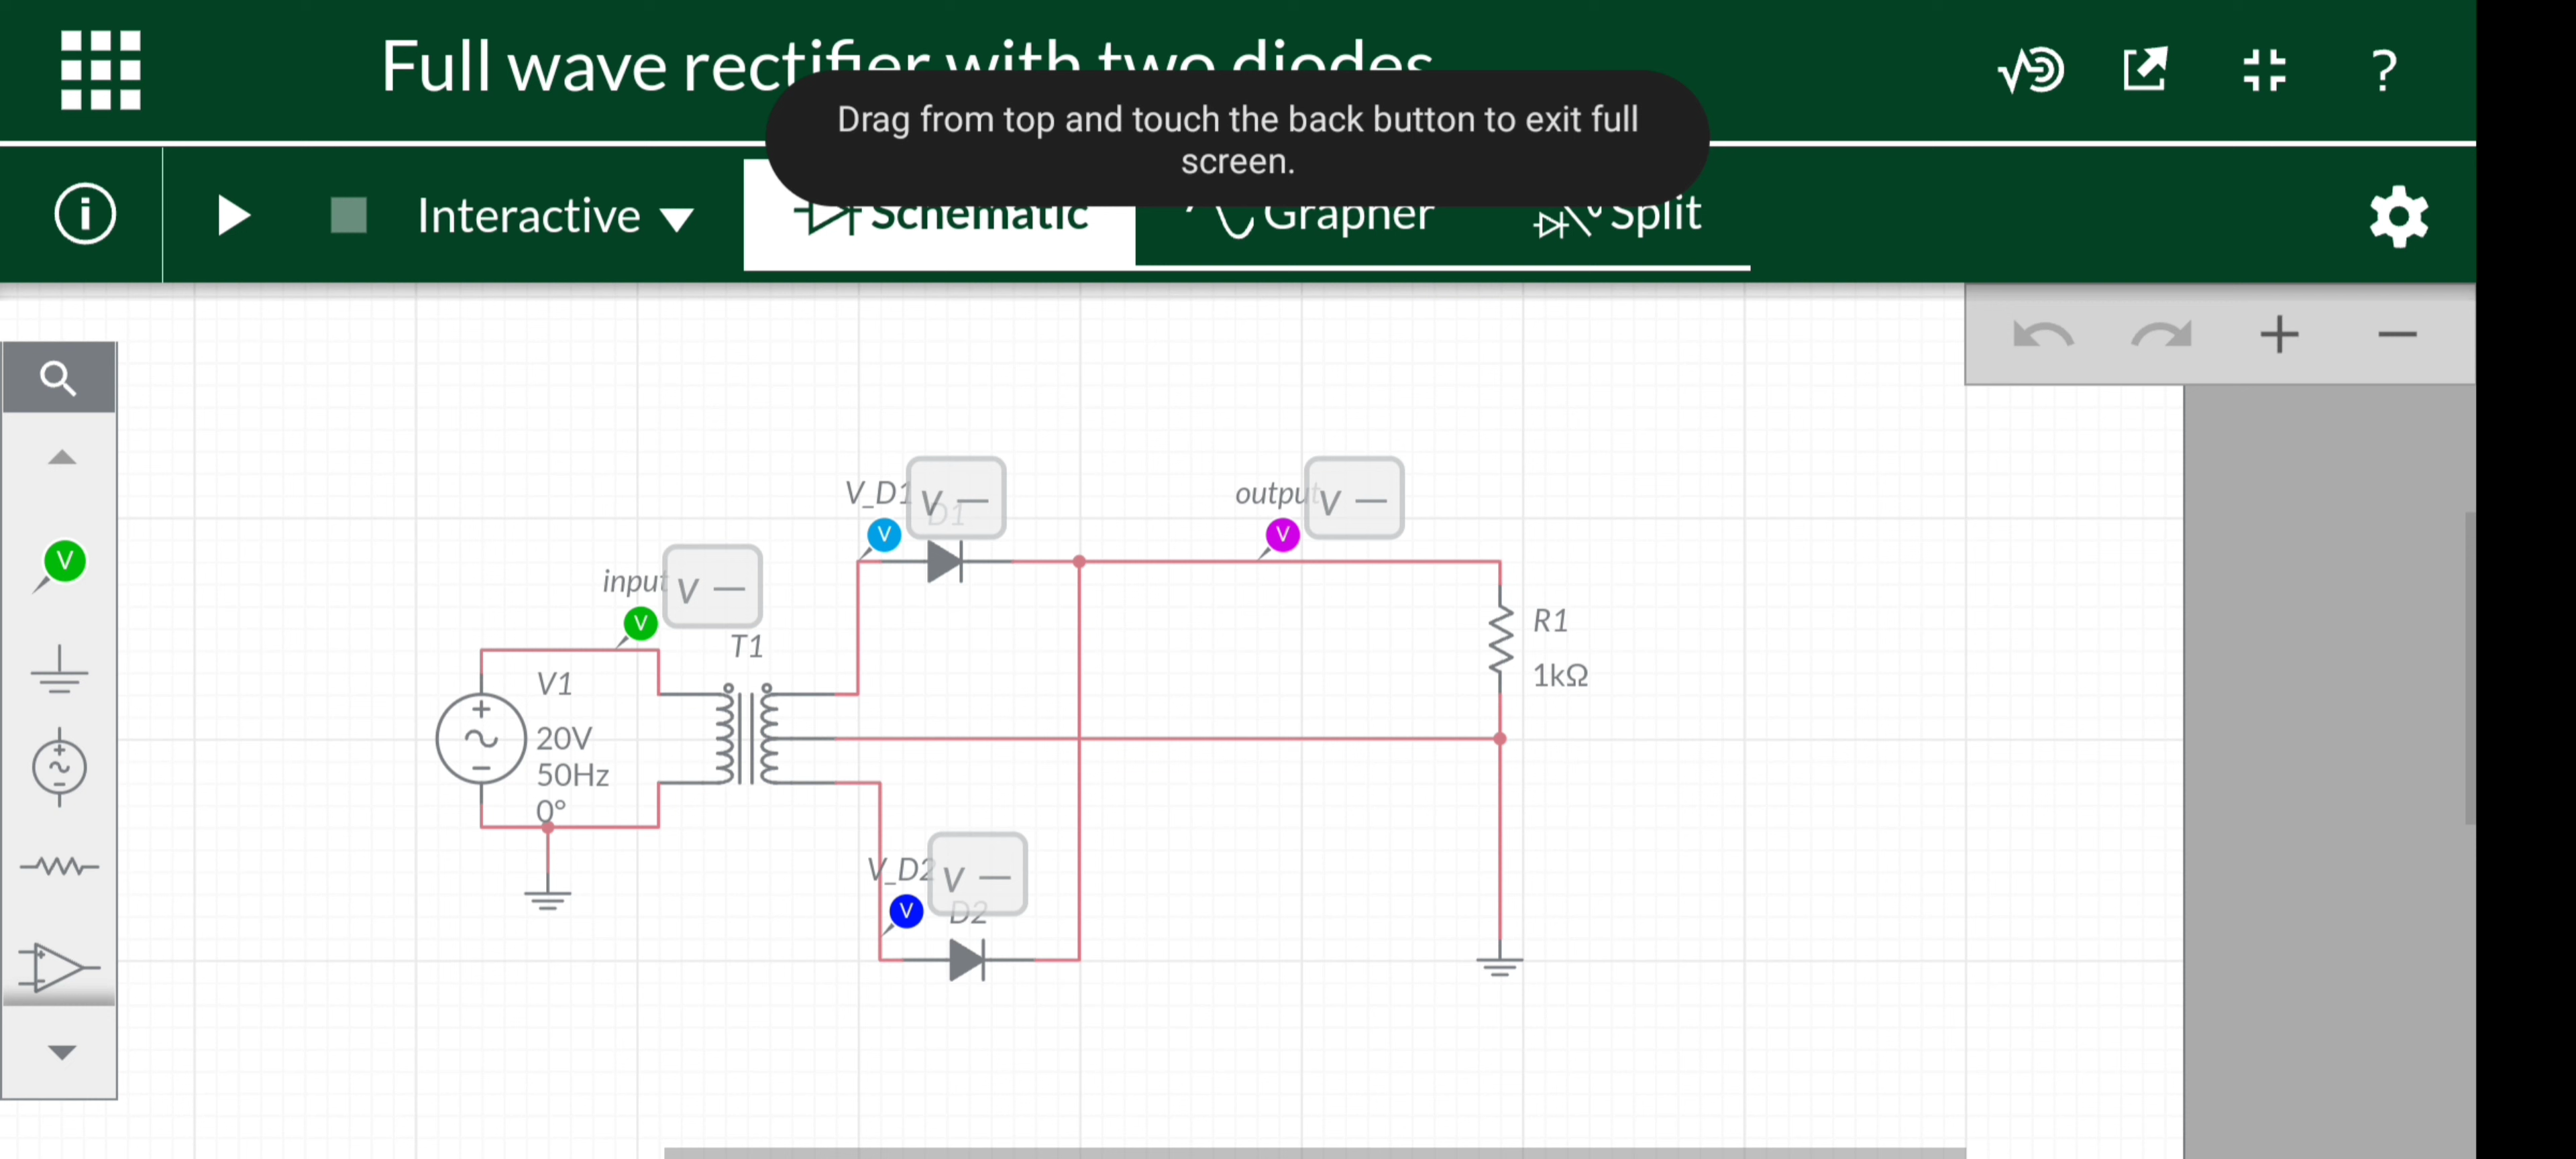 Full wave rectifier with two diodes
?
Drag from top and touch the back button to exit full
screen.
i
Interactive
Schematic
Grapher
Split
V_D1
V —
D1
output
V —
V
V
input
V —
V
V
T1
R1
1kΩ
V1
20V
50Hz
0°
V_D2
V —
V
D2